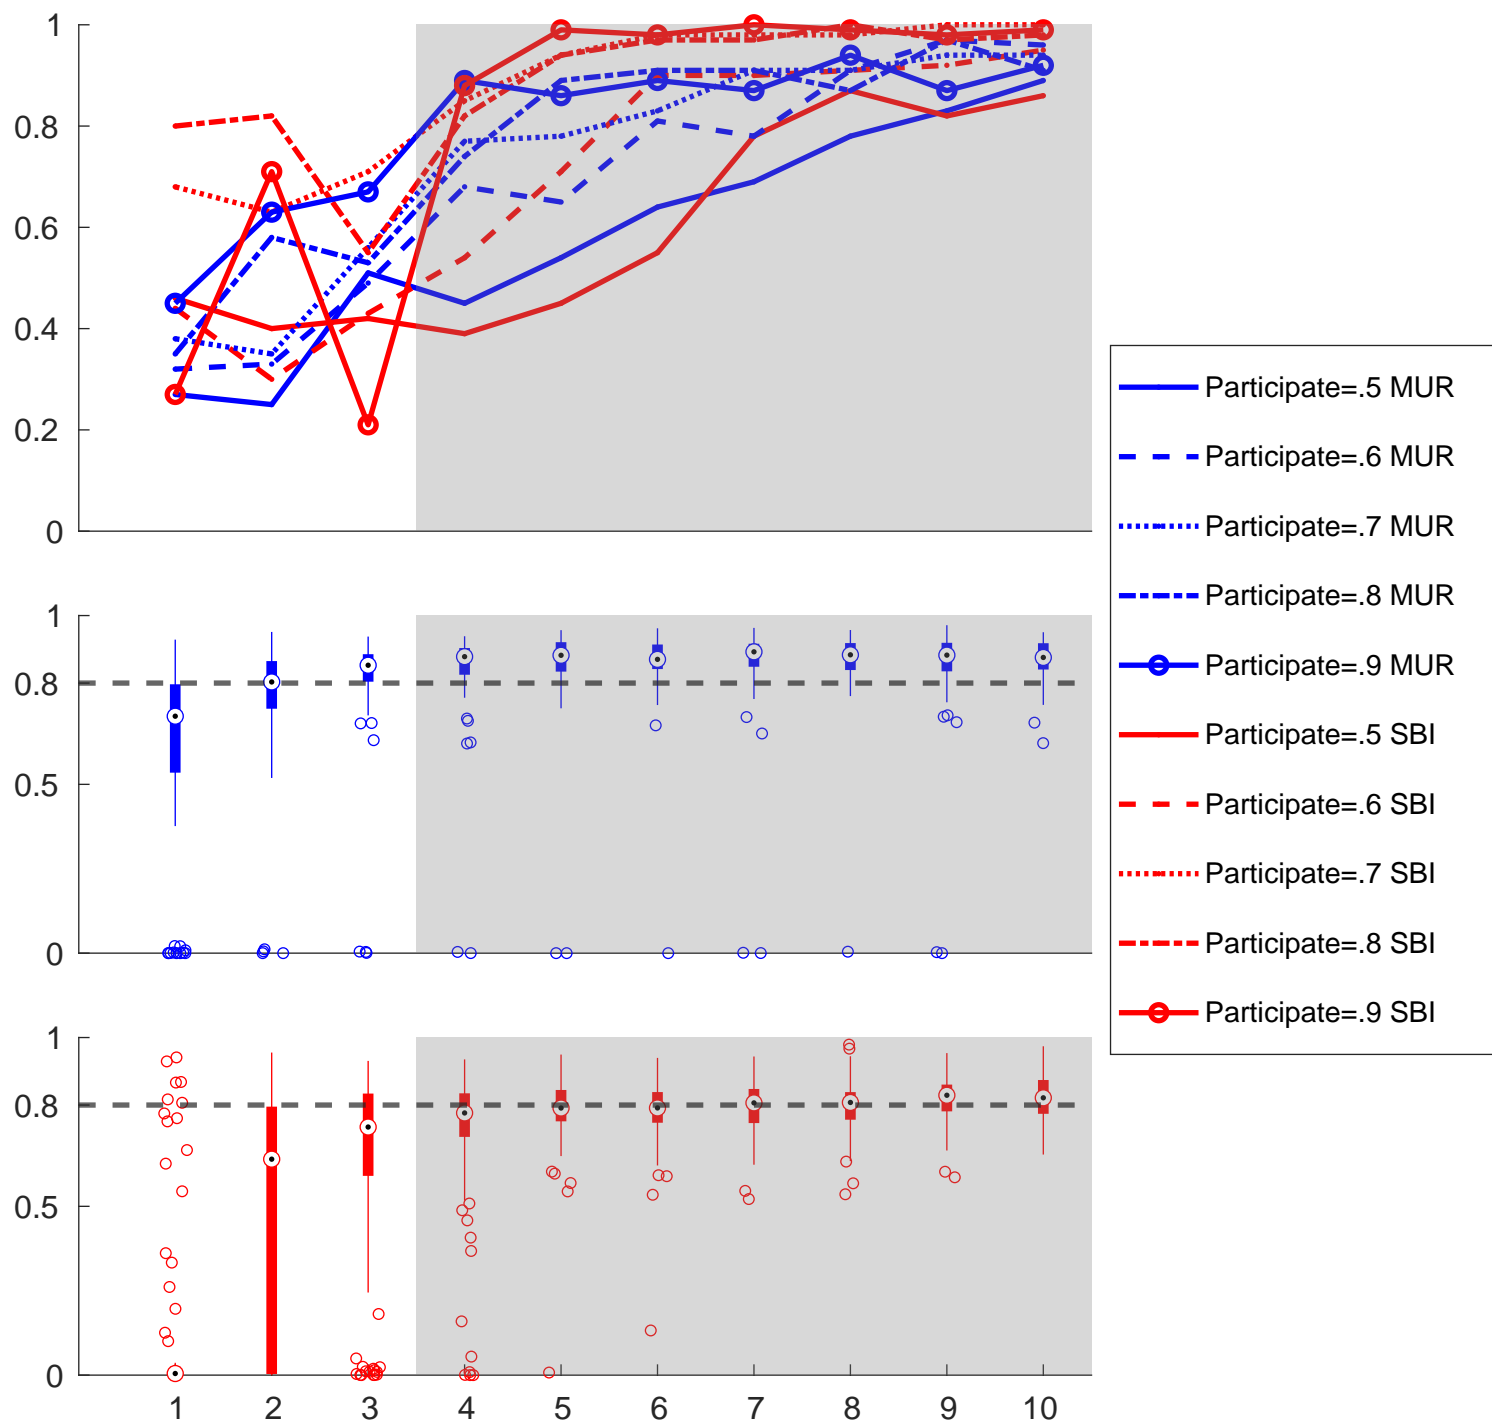 1
0.8
0.6
0.4
0.2
0
1
0.8
0.5
0
1
0.8
0.5
0
1 2 3 4 5 6 7 8 9 10
Participate=.5 MUR
Participate=.6 MUR
Participate=.7 MUR
Participate=.8 MUR
Participate=.9 MUR
Participate=.5 SBI
Participate=.6 SBI
Participate=.7 SBI
Participate=.8 SBI
Participate=.9 SBI